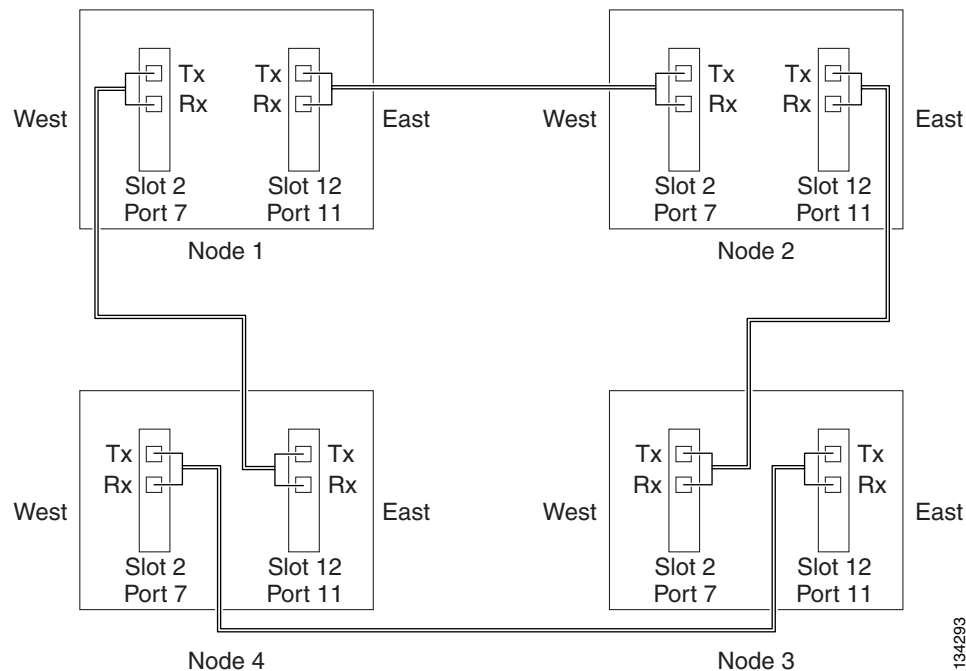 Tx Tx Tx Tx
Rx Rx Rx Rx
West East West East
Slot 2 Slot 12 Slot 2 Slot 12
Port 7 Port 11 Port 7 Port 11
Node 1 Node 2
Tx Tx Tx Tx
Rx Rx Rx Rx
West East West East
Slot 2 Slot 12 Slot 2 Slot 12
Port 7 Port 11 Port 7 Port 11
Node 4 Node 3
134293